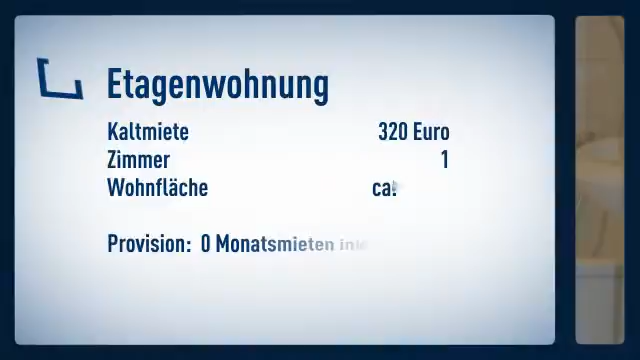 Etagenwohnung
Kaltmiete 320 Euro
Zimmer 1
Wohnfläche ca.
Provision: 0 Monatsmieten